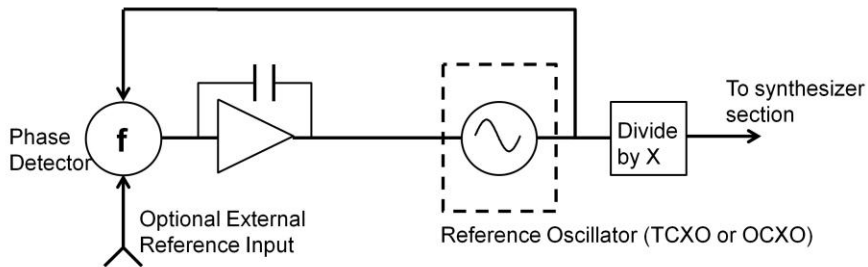 To synthesizer
section
Phase
Detector
f
Divide
by X
Optional External
Reference Input
Reference Oscillator (TCXO or OCXO)